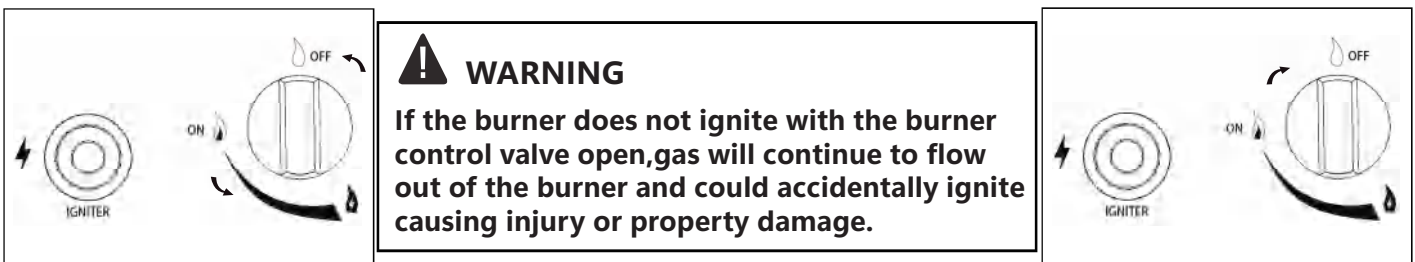 OFF
ON
IGNITER
WARNING
If the burner does not ignite with the burner
control valve open,gas will continue to flow
out of the burner and could accidentally ignite
causing injury or property damage.
OFF
ON
IGNITER